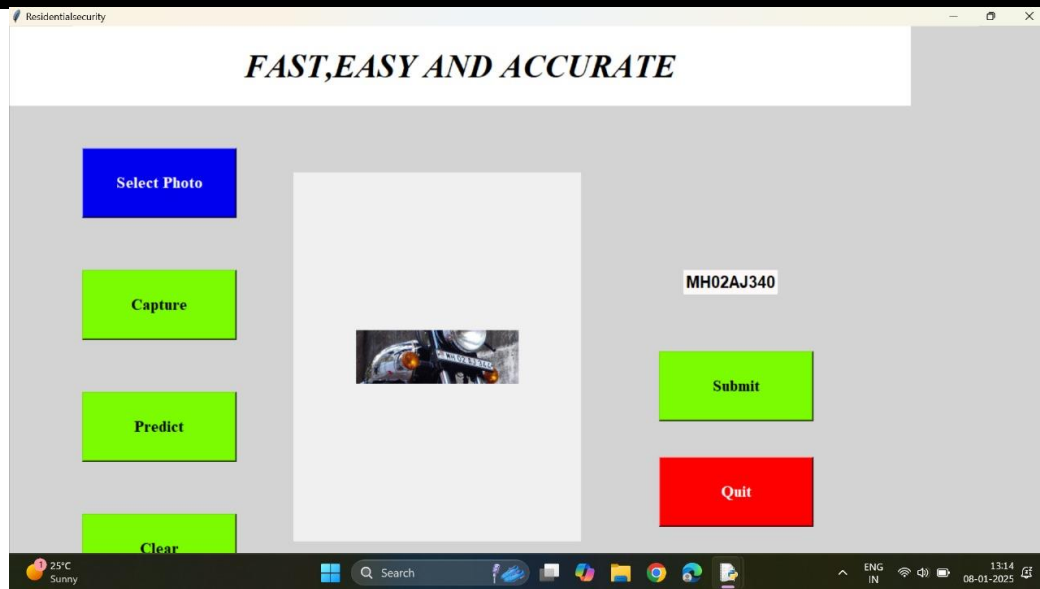 Residentialsecurity
FAST,EASY AND ACCURATE
Select Photo
Capture
Predict
Clear
MH02AJ340
Submit
Quit
1
25°C
Sunny
Search
ENG
IN
13:14
08-01-2025